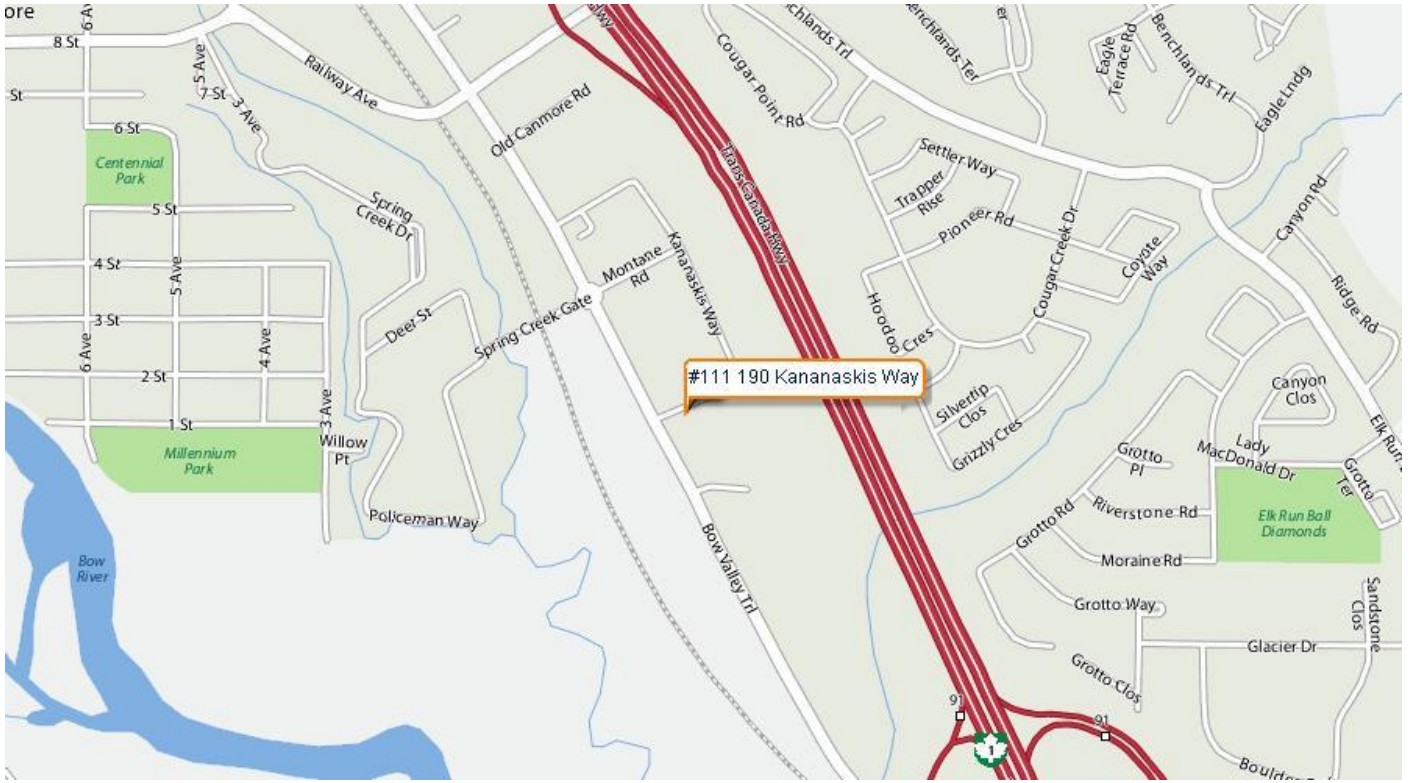 ore
6 Av
8 St
5 Ave
7 St
3 Ave
Railway Ave
St
6 St
Centennial
Park
Old Canmore Rd
Hwy
Cougar Point Rd
nchlands Trl
enchlands Ter
er
Eagle
Terrace Rd
Benchlands Trl
Eagle Lndg
Trans Canada Hwy
Settler Way
Trapper
Rise
Pioneer Rd
Cougar Creek Dr
Coyote
Way
Canyon Rd
Ridge Rd
Spring
Creek Dr
5 St
4 St
5 Ave
3 St
6 Ave
4 Ave
2 St
Deer St
Spring Creek Gate
Montane
Rd
Kananaskis Way
Hoodoo
Cres
#111 190 Kananaskis Way
Silvertip
Clos
Grizzly Cres
Canyon
Clos
Elk Run
Lady
MacDonald Dr
Grotto
Ter
Grotto
Pl
1 St
3 Ave
Willow
Pt
Millennium
Park
Policeman Way
Grotto Rd
Riverstone Rd
Elk Run Ball
Diamonds
Moraine Rd
Bow
River
Bow Valley Trl
Grotto Way
Sandstone
Clos
Glacier Dr
Grotto Clos
91
91
1
Boulder